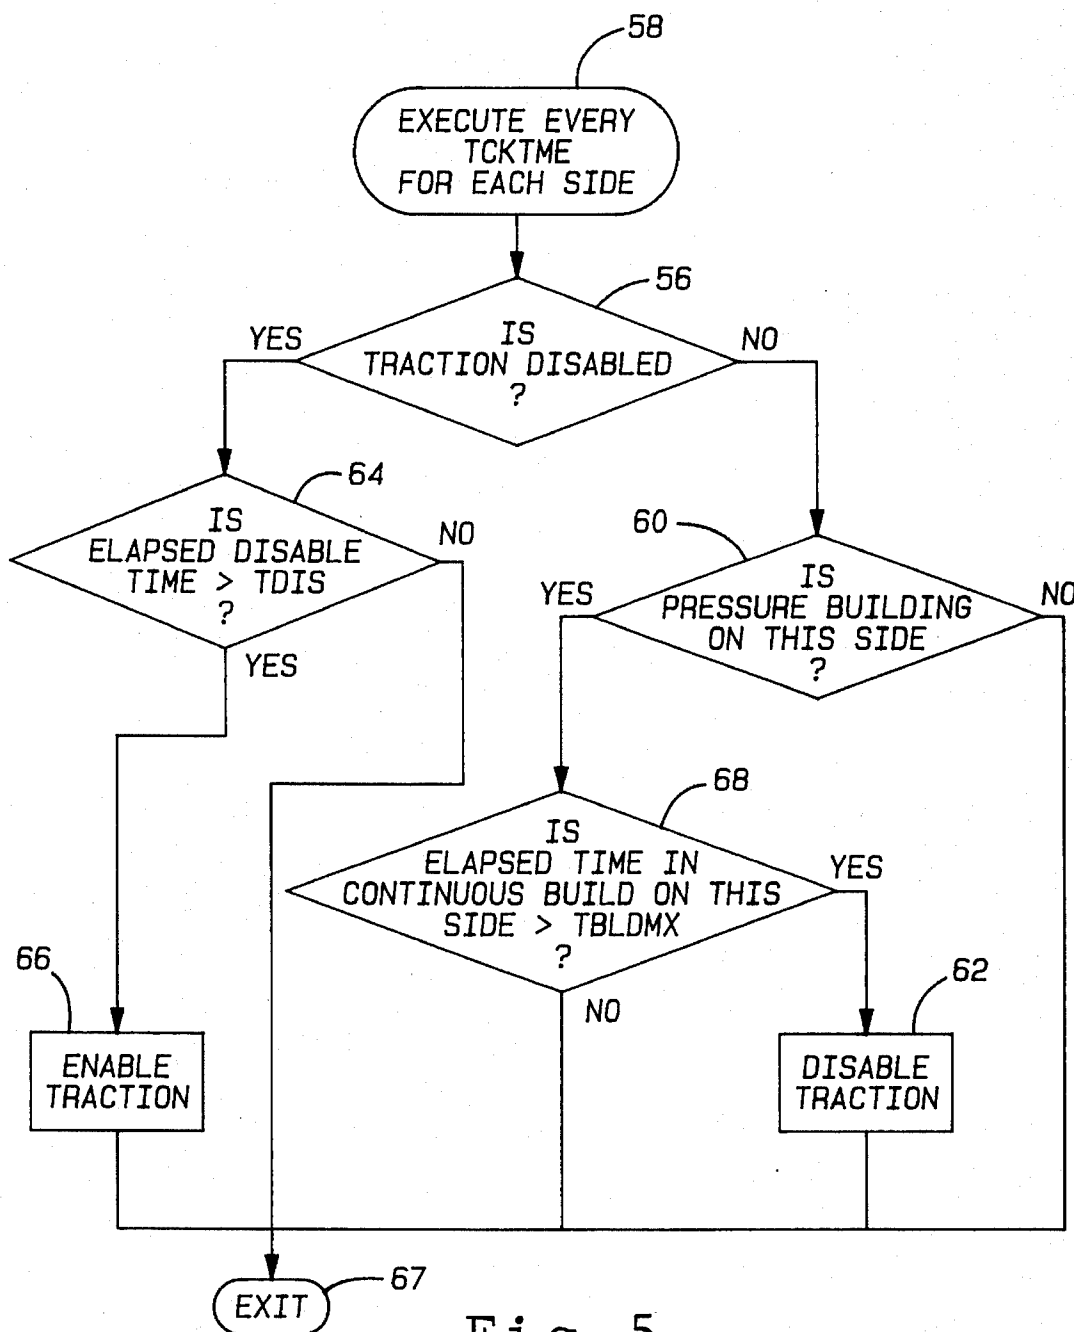 58
EXECUTE EVERY
TCKTME
FOR EACH SIDE
56
YES
IS
TRACTION DISABLED
?
NO
64
IS
ELAPSED DISABLE
TIME > TDIS
?
NO
YES
60
YES
IS
PRESSURE BUILDING
ON THIS SIDE
?
NO
68
IS
ELAPSED TIME IN
CONTINUOUS BUILD ON THIS
SIDE > TBLDMX
?
YES
NO
66
ENABLE
TRACTION
62
DISABLE
TRACTION
EXIT
67
Fig. 5